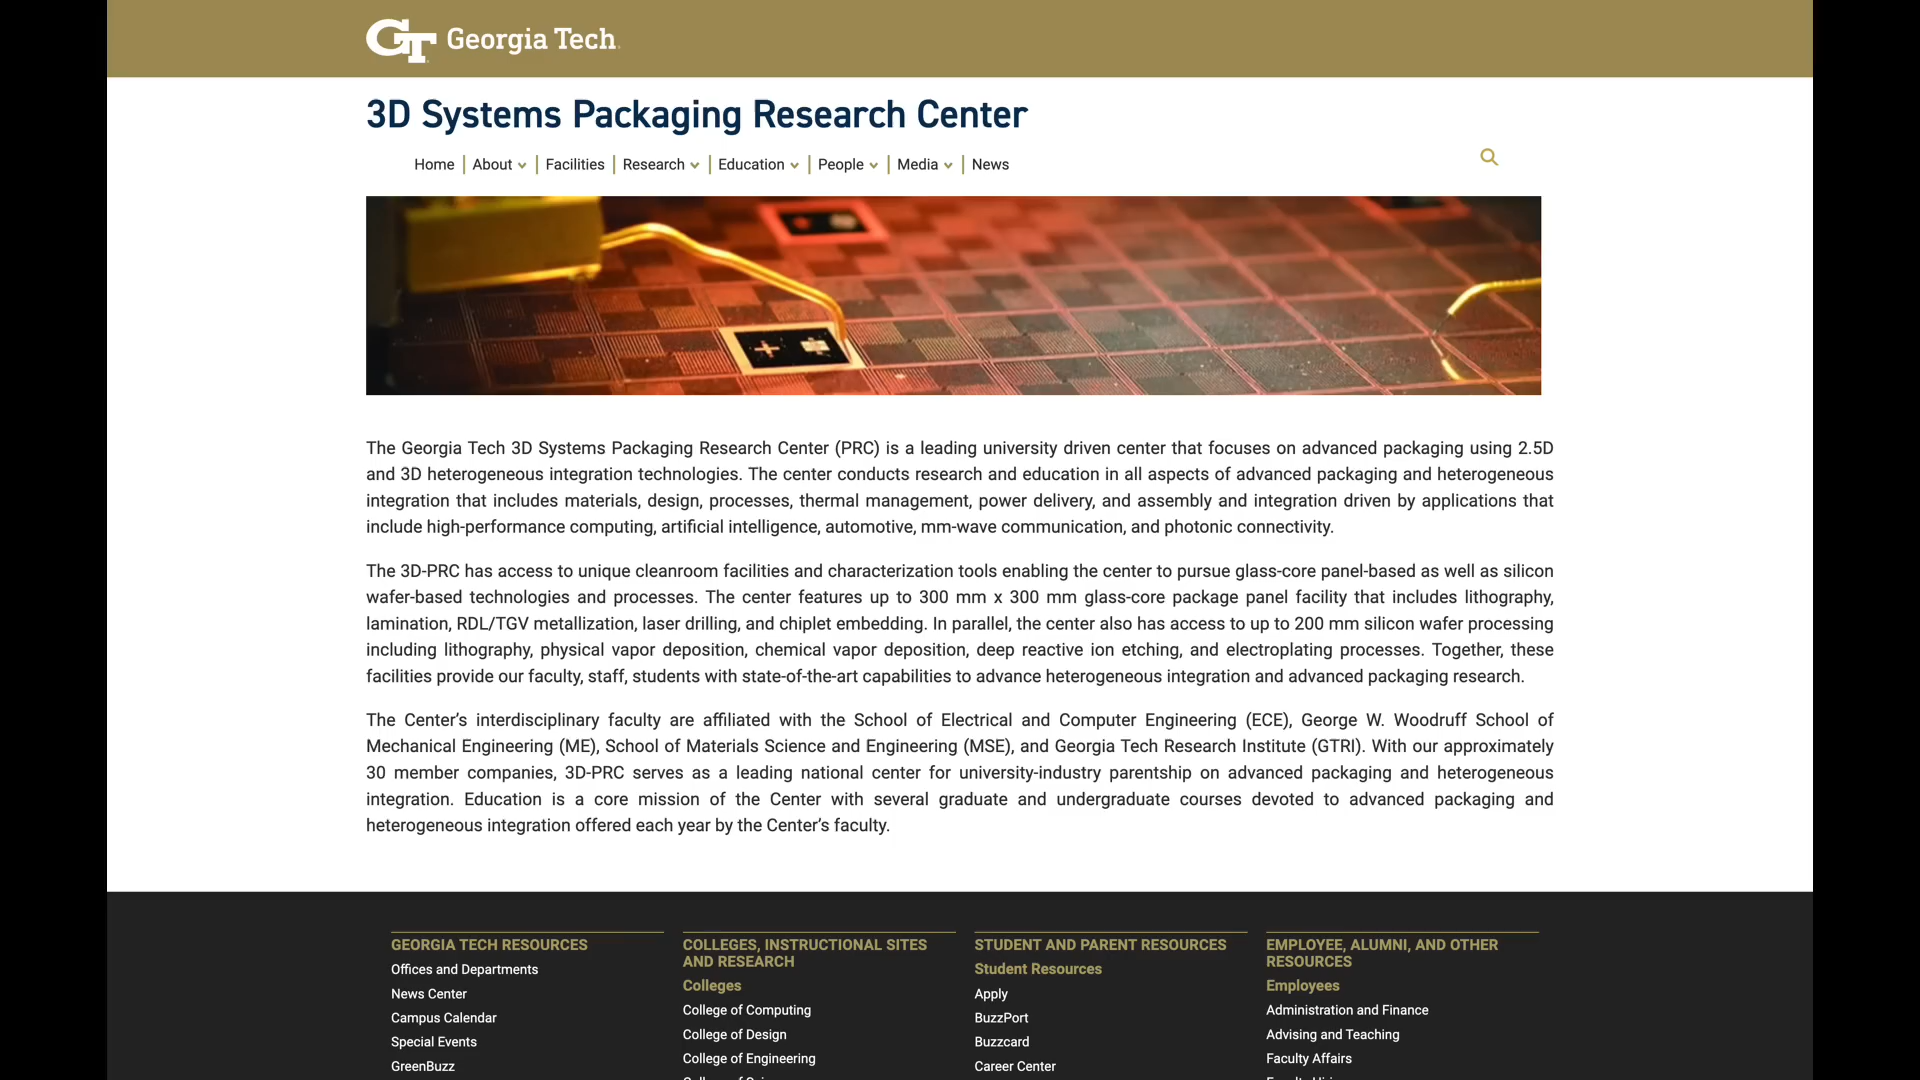 GT Georgia Tech
3D Systems Packaging Research Center
Home About Facilities Research Education People Media News
The Georgia Tech 3D Systems Packaging Research Center (PRC) is a leading university driven center that focuses on advanced packaging using 2.5D
and 3D heterogeneous integration technologies. The center conducts research and education in all aspects of advanced packaging and heterogeneous
integration that includes materials, design, processes, thermal management, power delivery, and assembly and integration driven by applications that
include high-performance computing, artificial intelligence, automotive, mm-wave communication, and photonic connectivity.
The 3D-PRC has access to unique cleanroom facilities and characterization tools enabling the center to pursue glass-core panel-based as well as silicon
wafer-based technologies and processes. The center features up to 300 mm x 300 mm glass-core package panel facility that includes lithography,
lamination, RDL/TGV metallization, laser drilling, and chiplet embedding. In parallel, the center also has access to up to 200 mm silicon wafer processing
including lithography, physical vapor deposition, chemical vapor deposition, deep reactive ion etching, and electroplating processes. Together, these
facilities provide our faculty, staff, students with state-of-the-art capabilities to advance heterogeneous integration and advanced packaging research.
The Center's interdisciplinary faculty are affiliated with the School of Electrical and Computer Engineering (ECE), George W. Woodruff School of
Mechanical Engineering (ME), School of Materials Science and Engineering (MSE), and Georgia Tech Research Institute (GTRI). With our approximately
30 member companies, 3D-PRC serves as a leading national center for university-industry parentship on advanced packaging and heterogeneous
integration. Education is a core mission of the Center with several graduate and undergraduate courses devoted to advanced packaging and
heterogeneous integration offered each year by the Center's faculty.
GEORGIA TECH RESOURCES
Offices and Departments
News Center
Campus Calendar
Special Events
GreenBuzz
COLLEGES, INSTRUCTIONAL SITES
AND RESEARCH
Colleges
College of Computing
College of Design
College of Engineering
STUDENT AND PARENT RESOURCES
Student Resources
Apply
BuzzPort
Buzzcard
Career Center
EMPLOYEE, ALUMNI, AND OTHER
RESOURCES
Employees
Administration and Finance
Advising and Teaching
Faculty Affairs